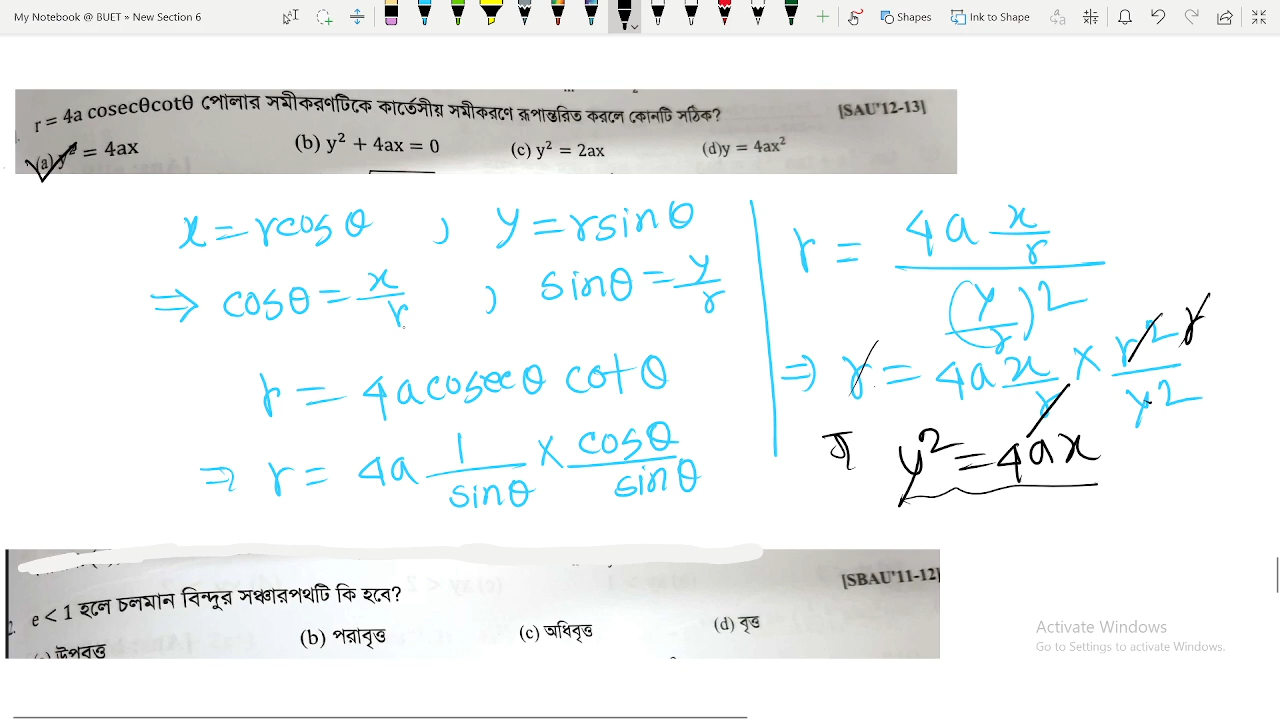 My Notebook @ BUET » New Section 6
Shapes
Ink to Shape
r = 4a cosecθcotθ পোলার সমীকরণটিকে কার্তেসীয় সমীকরণে রূপান্তরিত করলে কোনটি সঠিক? [SAU'12-13]
(a) y² = 4ax (b) y² + 4ax = 0 (c) y² = 2ax (d)y = 4ax²
x = rcosθ , y = rsinθ
⇒ cosθ = x/r , sinθ = y/r
r = 4a cosecθ cotθ
⇒ r = 4a 1/sinθ × cosθ/sinθ
r = 4a x/r / (y/r)²
⇒ r = 4a x/r × r² r/y²
বা y² = 4ax
e < 1 হলে চলমান বিন্দুর সঞ্চারপথটি কি হবে? [SBAU'11-12]
উপবৃত্ত (b) পরাবৃত্ত (c) অধিবৃত্ত (d) বৃত্ত
Activate Windows
Go to Settings to activate Windows.